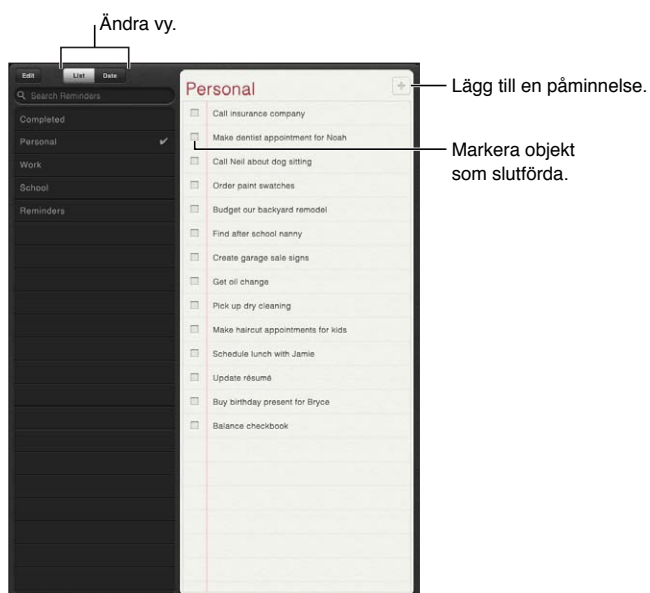 Ändra vy.
Edit
List
Date
Search Reminders
Completed
Personal
Work
School
Reminders
Personal
Call insurance company
Make dentist appointment for Noah
Call Neil about dog sitting
Order paint swatches
Budget our backyard remodel
Find after school nanny
Create garage sale signs
Get oil change
Pick up dry cleaning
Make haircut appointments for kids
Schedule lunch with Jamie
Update résumé
Buy birthday present for Bryce
Balance checkbook
Lägg till en påminnelse.
Markera objekt
som slutförda.